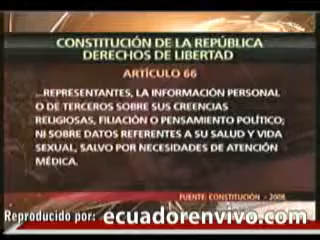 CONSTITUCIÓN DE LA REPÚBLICA
DERECHOS DE LIBERTAD
ARTÍCULO 66
...REPRESENTANTES, LA INFORMACIÓN PERSONAL
O DE TERCEROS SOBRE SUS CREENCIAS
RELIGIOSAS, FILIACIÓN O PENSAMIENTO POLÍTICO;
NI SOBRE DATOS REFERENTES A SU SALUD Y VIDA
SEXUAL, SALVO POR NECESIDADES DE ATENCIÓN
MÉDICA.
FUENTE: CONSTITUCIÓN - 2008
Reproducido por: ecuadorenvivo.com